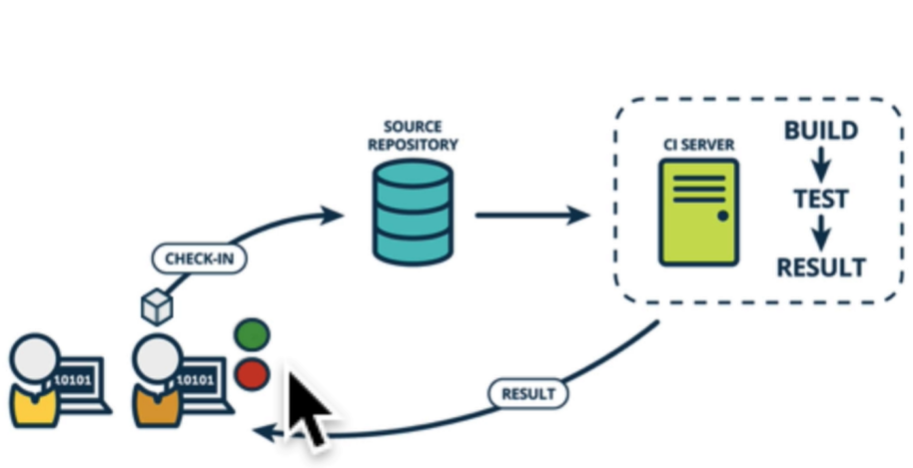 SOURCE
REPOSITORY
CI SERVER
BUILD
TEST
RESULT
CHECK-IN
10101
10101
RESULT